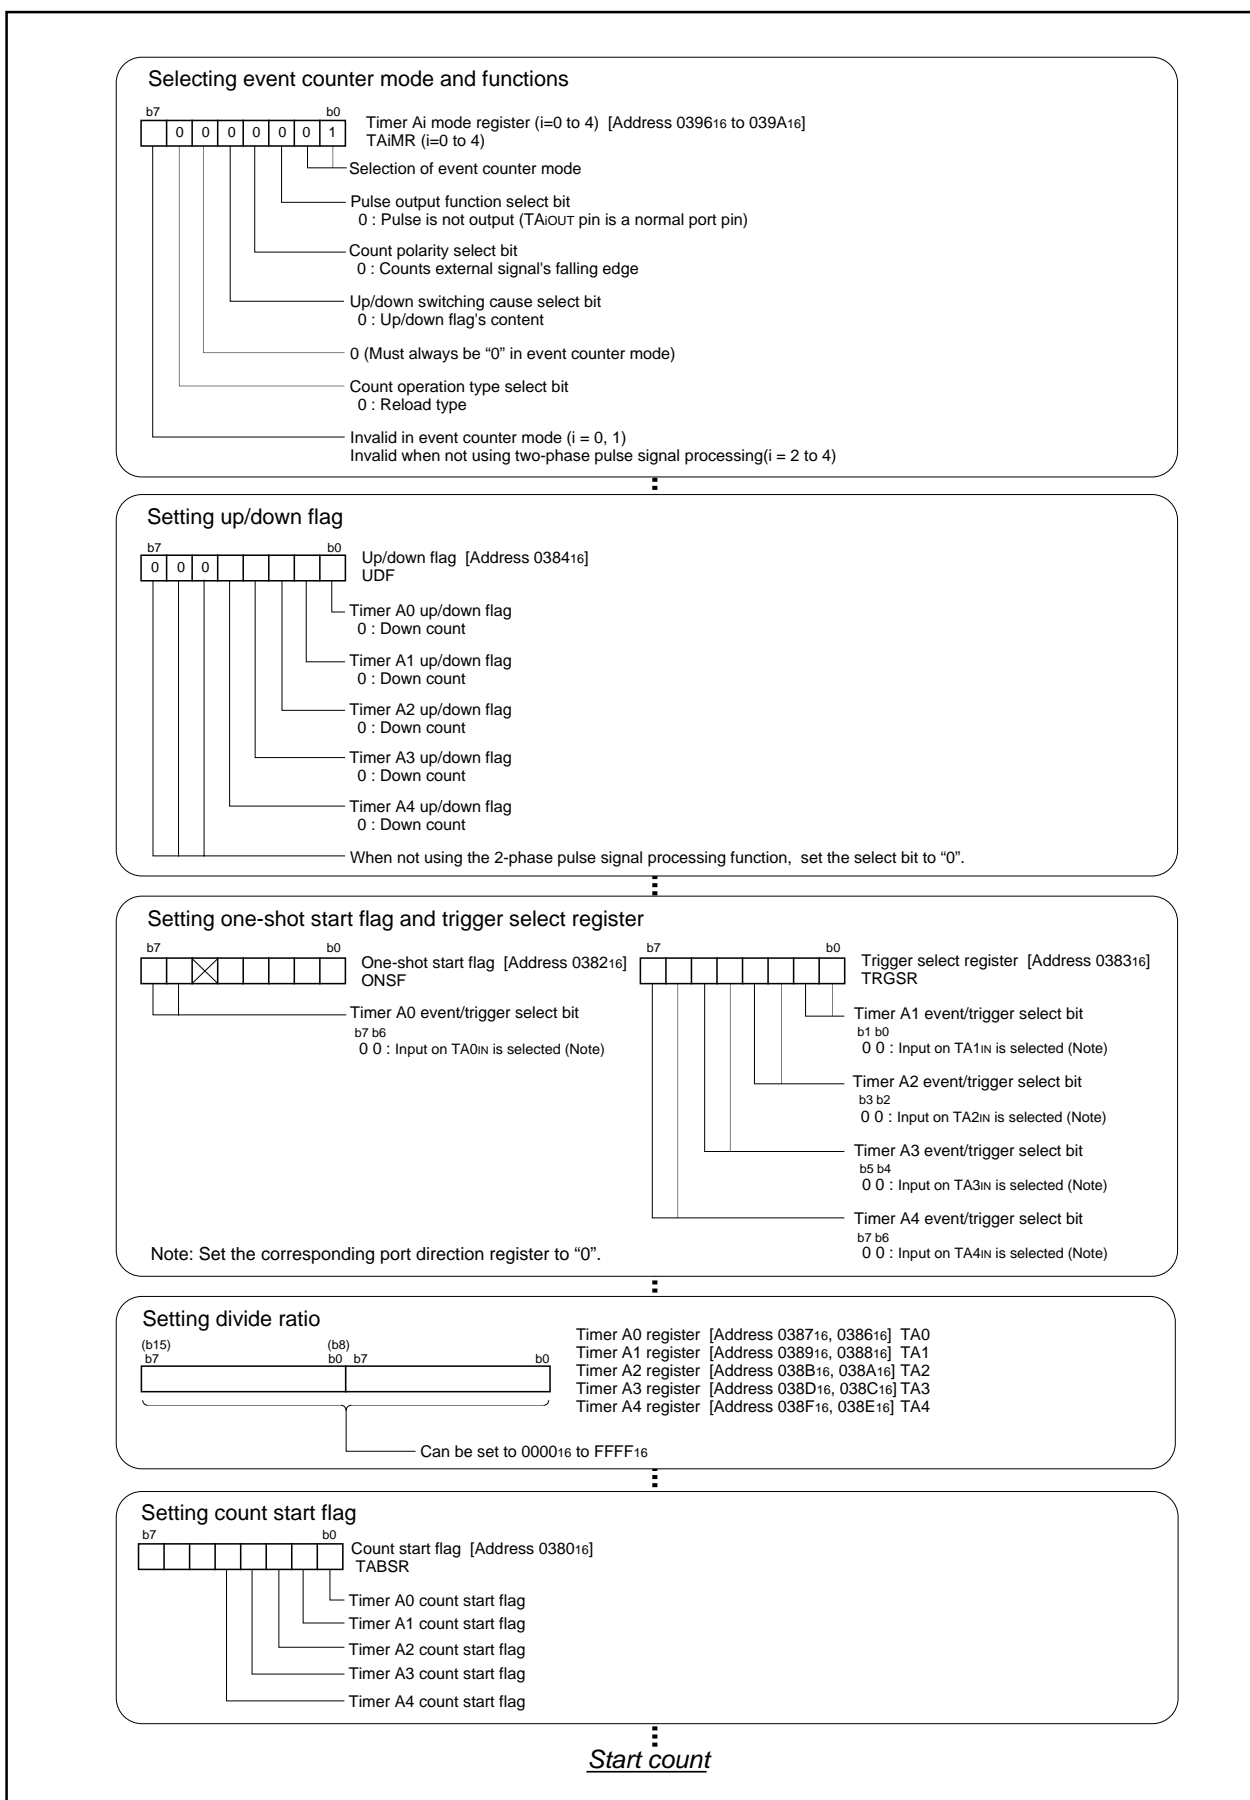 Selecting event counter mode and functions
b7 b0
0 0 0 0 0 0 1
Timer Ai mode register (i=0 to 4) [Address 039616 to 039A16]
TAiMR (i=0 to 4)
Selection of event counter mode
Pulse output function select bit
0 : Pulse is not output (TAiOUT pin is a normal port pin)
Count polarity select bit
0 : Counts external signal's falling edge
Up/down switching cause select bit
0 : Up/down flag's content
0 (Must always be “0” in event counter mode)
Count operation type select bit
0 : Reload type
Invalid in event counter mode (i = 0, 1)
Invalid when not using two-phase pulse signal processing(i = 2 to 4)
Setting up/down flag
b7 b0
0 0 0
Up/down flag [Address 038416]
UDF
Timer A0 up/down flag
0 : Down count
Timer A1 up/down flag
0 : Down count
Timer A2 up/down flag
0 : Down count
Timer A3 up/down flag
0 : Down count
Timer A4 up/down flag
0 : Down count
When not using the 2-phase pulse signal processing function, set the select bit to “0”.
Setting one-shot start flag and trigger select register
b7 b0
One-shot start flag [Address 038216]
ONSF
Timer A0 event/trigger select bit
b7 b6
0 0 : Input on TA0IN is selected (Note)
b7 b0
Trigger select register [Address 038316]
TRGSR
Timer A1 event/trigger select bit
b1 b0
0 0 : Input on TA1IN is selected (Note)
Timer A2 event/trigger select bit
b3 b2
0 0 : Input on TA2IN is selected (Note)
Timer A3 event/trigger select bit
b5 b4
0 0 : Input on TA3IN is selected (Note)
Timer A4 event/trigger select bit
b7 b6
0 0 : Input on TA4IN is selected (Note)
Note: Set the corresponding port direction register to “0”.
Setting divide ratio
(b15) (b8)
b7 b0 b7 b0
Timer A0 register [Address 038716, 038616] TA0
Timer A1 register [Address 038916, 038816] TA1
Timer A2 register [Address 038B16, 038A16] TA2
Timer A3 register [Address 038D16, 038C16] TA3
Timer A4 register [Address 038F16, 038E16] TA4
Can be set to 000016 to FFFF16
Setting count start flag
b7 b0
Count start flag [Address 038016]
TABSR
Timer A0 count start flag
Timer A1 count start flag
Timer A2 count start flag
Timer A3 count start flag
Timer A4 count start flag
Start count